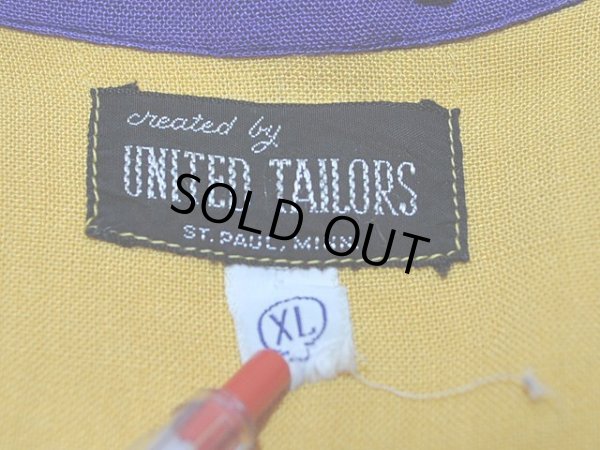 created by
UNITED TAILORS
SOLD OUT
ST. PAUL, MINN.
XL